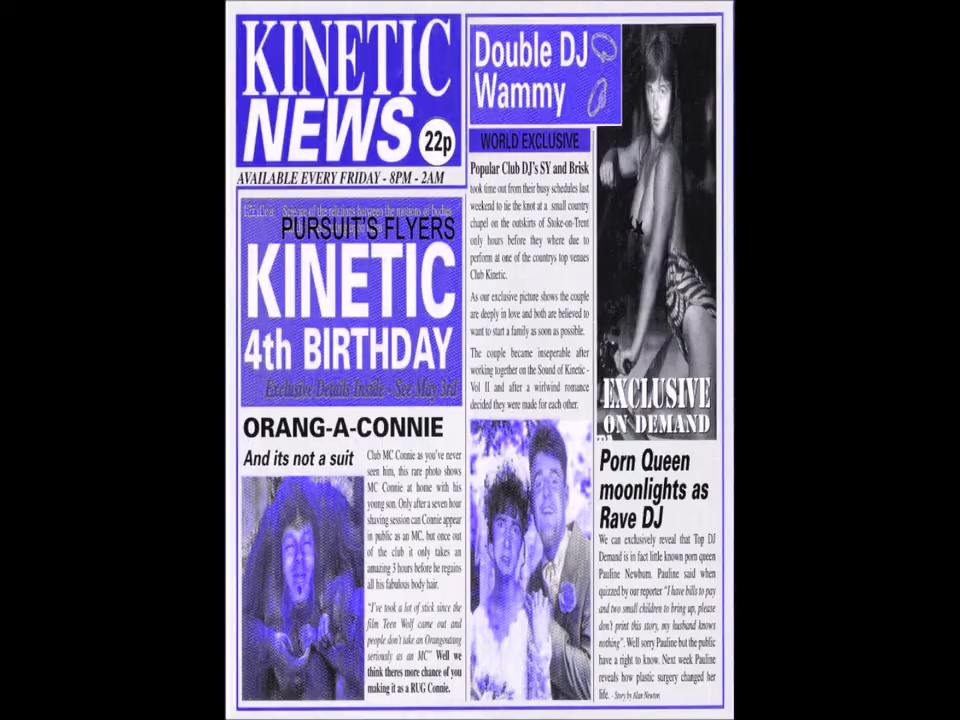 KINETIC
NEWS
22p
AVAILABLE EVERY FRIDAY - 8PM - 2AM
Science of the relations between the motions of bodies
PURSUIT'S FLYERS
KINETIC
4th BIRTHDAY
Exclusive Details Inside - See May 3rd
ORANG-A-CONNIE
And its not a suit
Club MC Connie as you've never
seen him, this rare photo shows
MC Connie at home with his
young son. Only after a seven hour
shaving session can Connie appear
in public as an MC, but once out
of the club it only takes an
amazing 3 hours before he regains
all his fabulous body hair.
"I've took a lot of stick since the
film Teen Wolf came out and
people don't take an Orangoutang
seriously as an MC" Well we
think theres more chance of you
making it as a RUG Connie.
Double DJ
Wammy
WORLD EXCLUSIVE
Popular Club DJ's SY and Brisk
took time out from their busy schedules last
weekend to tie the knot at a small country
chapel on the outskirts of Stoke-on-Trent
only hours before they where due to
perform at one of the countrys top venues
Club Kinetic.
As our exclusive picture shows the couple
are deeply in love and both are believed to
want to start a family as soon as possible.
The couple became inseperable after
working together on the Sound of Kinetic -
Vol II and after a wirlwind romance
decided they were made for each other.
EXCLUSIVE
ON DEMAND
Porn Queen
moonlights as
Rave DJ
We can exclusively reveal that Top DJ
Demand is in fact little known porn queen
Pauline Newbum. Pauline said when
quizzed by our reporter "I have bills to pay
and two small children to bring up, please
don't print this story, my husband knows
nothing". Well sorry Pauline but the public
have a right to know. Next week Pauline
reveals how plastic surgery changed her
life. - Story by Alan Newton